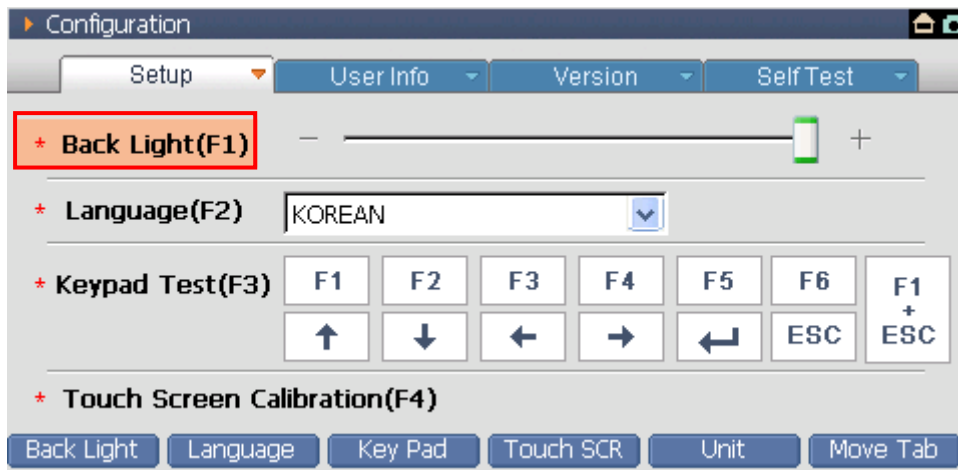 Configuration
Setup User Info Version Self Test
* Back Light(F1) − +
* Language(F2) KOREAN
* Keypad Test(F3) F1 F2 F3 F4 F5 F6 F1 + ESC
↑ ↓ ← → ↵ ESC
* Touch Screen Calibration(F4)
Back Light Language Key Pad Touch SCR Unit Move Tab